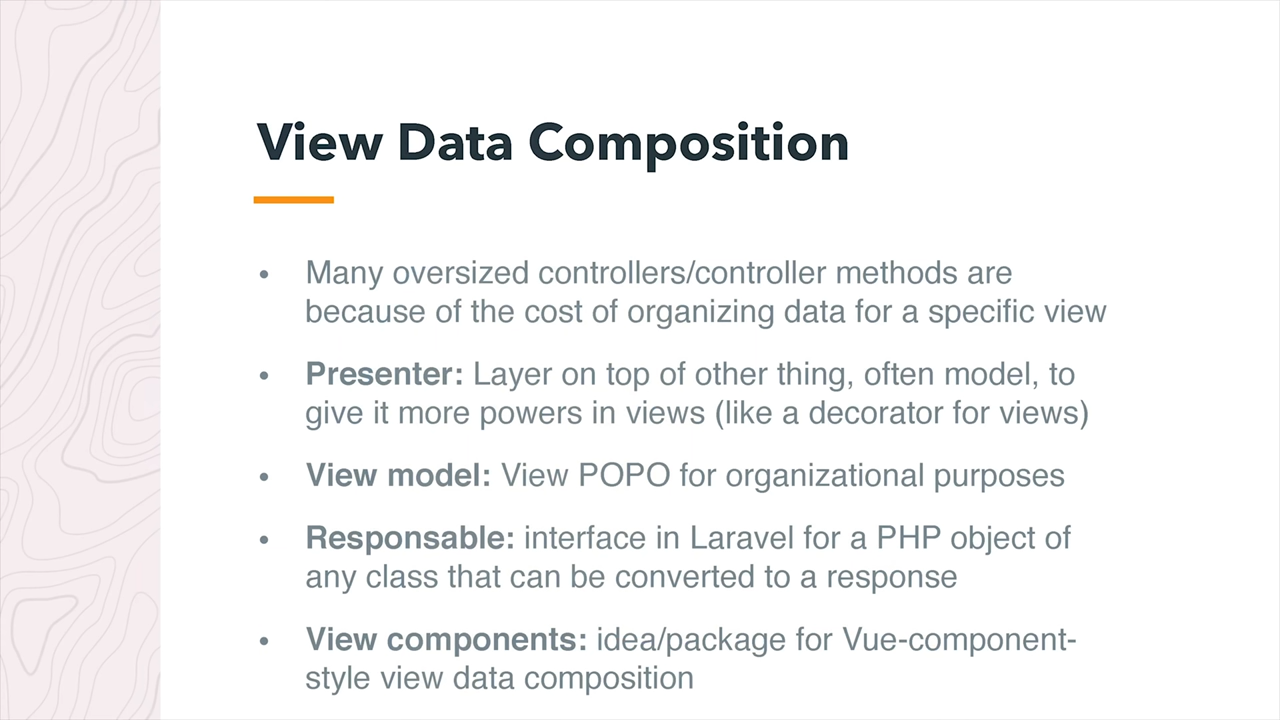 View Data Composition
• Many oversized controllers/controller methods are
because of the cost of organizing data for a specific view
• Presenter: Layer on top of other thing, often model, to
give it more powers in views (like a decorator for views)
• View model: View POPO for organizational purposes
• Responsable: interface in Laravel for a PHP object of
any class that can be converted to a response
• View components: idea/package for Vue-component-
style view data composition